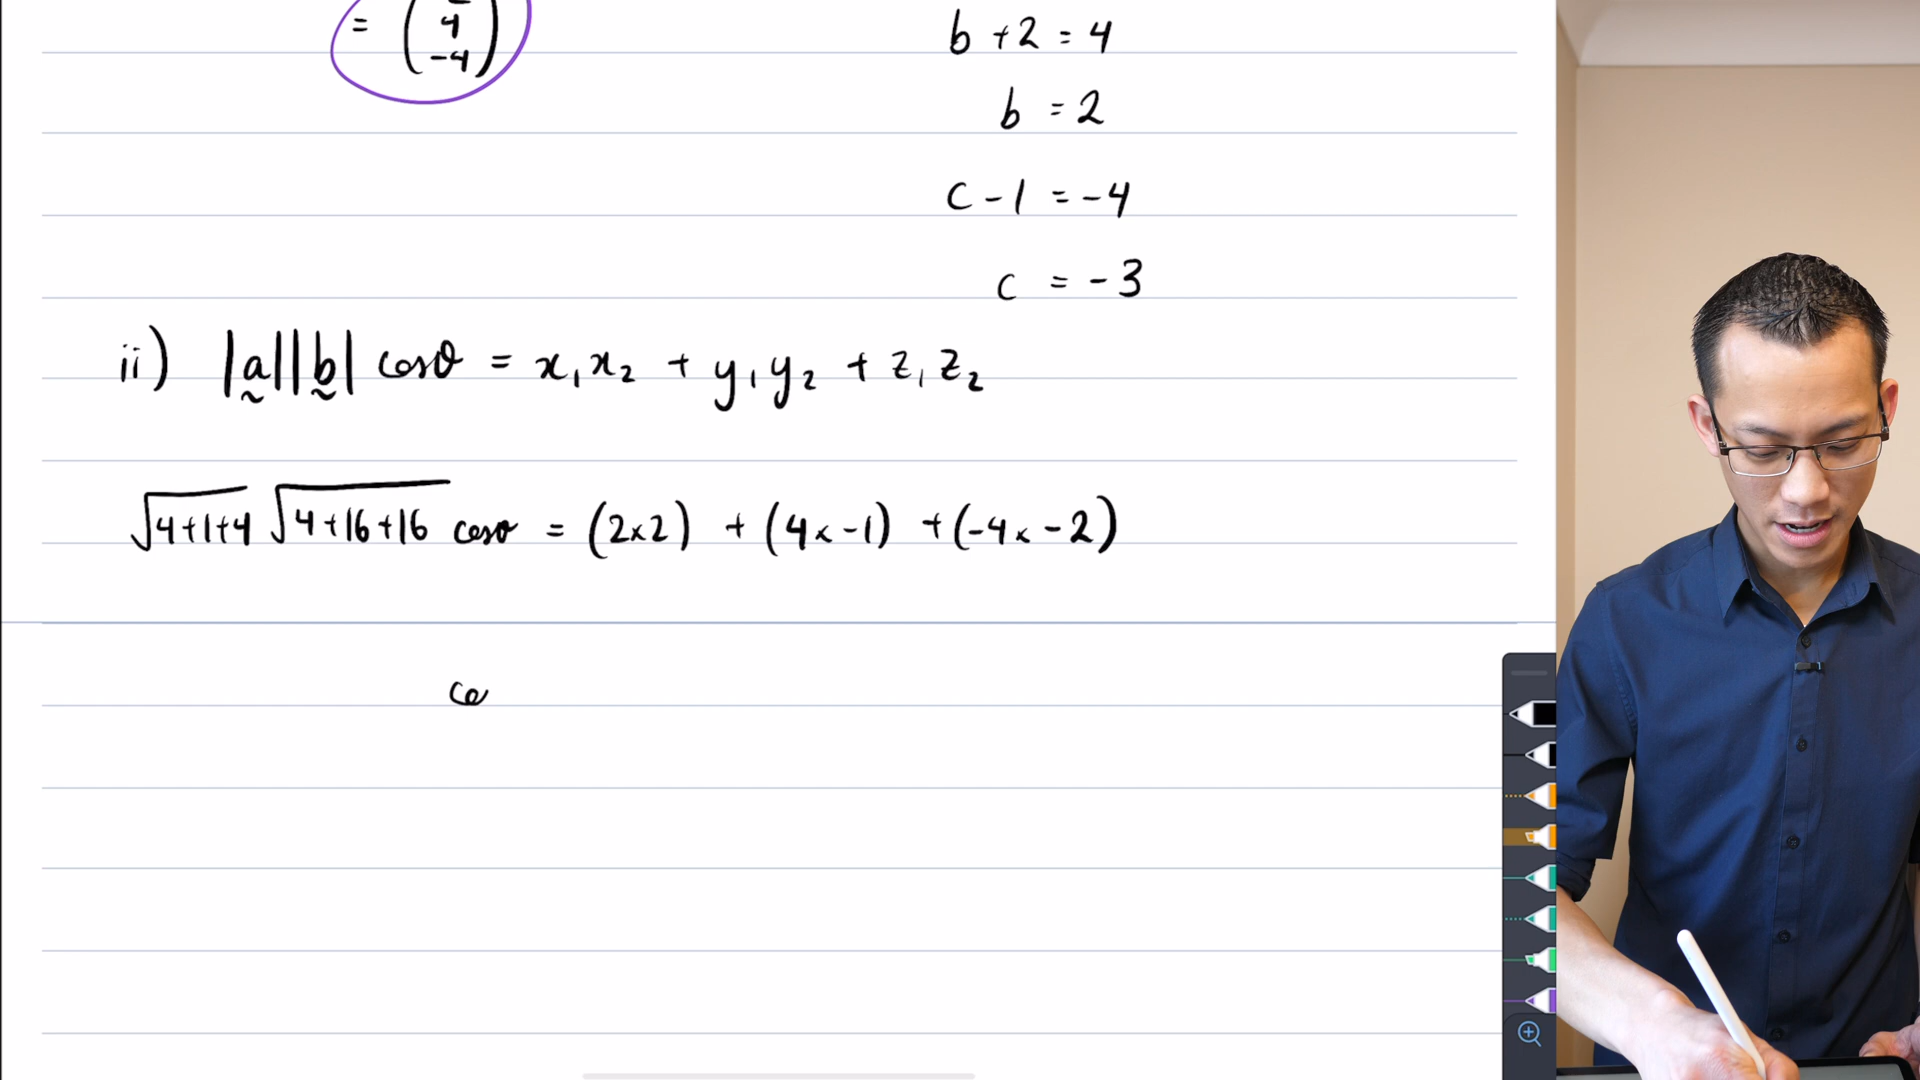 = ( 4
-4 )
b + 2 = 4
b = 2
c - 1 = -4
c = -3
ii) |a||b| cosθ = x₁x₂ + y₁y₂ + z₁z₂
√4+1+4 √4+16+16 cosθ = (2×2) + (4×-1) + (-4×-2)
co